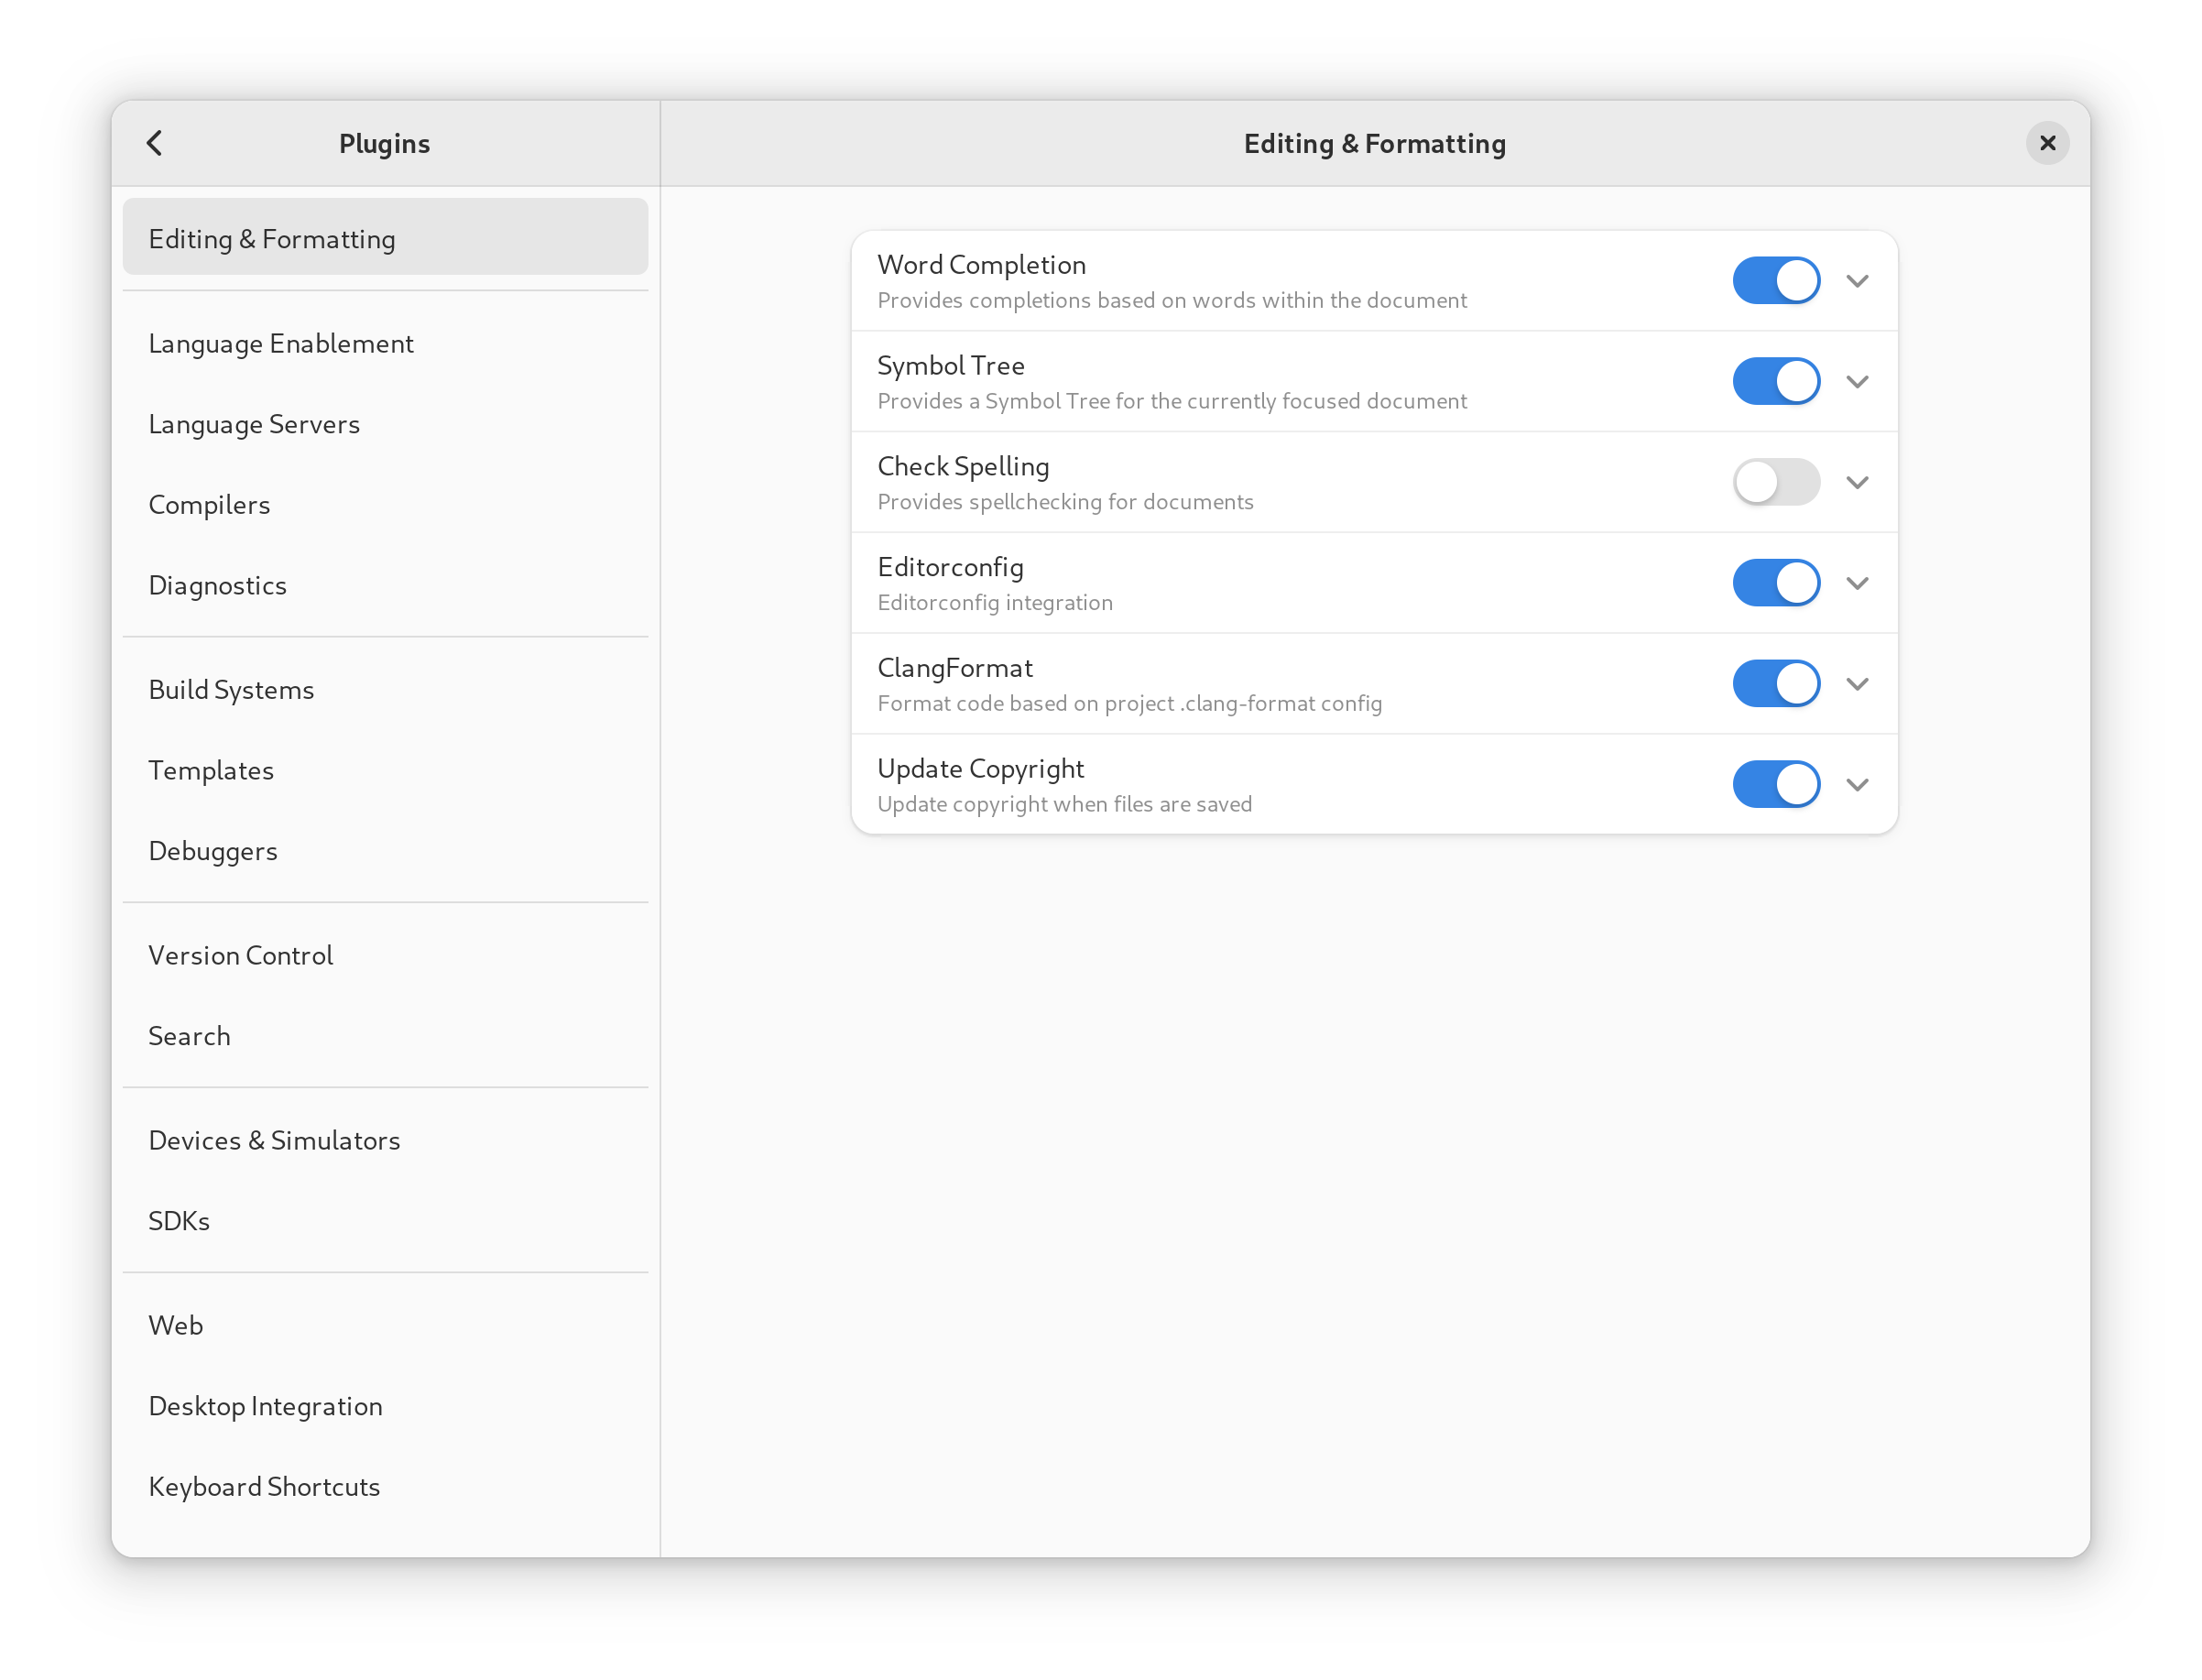 Plugins
Editing & Formatting
Language Enablement
Language Servers
Compilers
Diagnostics
Build Systems
Templates
Debuggers
Version Control
Search
Devices & Simulators
SDKs
Web
Desktop Integration
Keyboard Shortcuts
Editing & Formatting
Word Completion
Provides completions based on words within the document
Symbol Tree
Provides a Symbol Tree for the currently focused document
Check Spelling
Provides spellchecking for documents
Editorconfig
Editorconfig integration
ClangFormat
Format code based on project .clang-format config
Update Copyright
Update copyright when files are saved